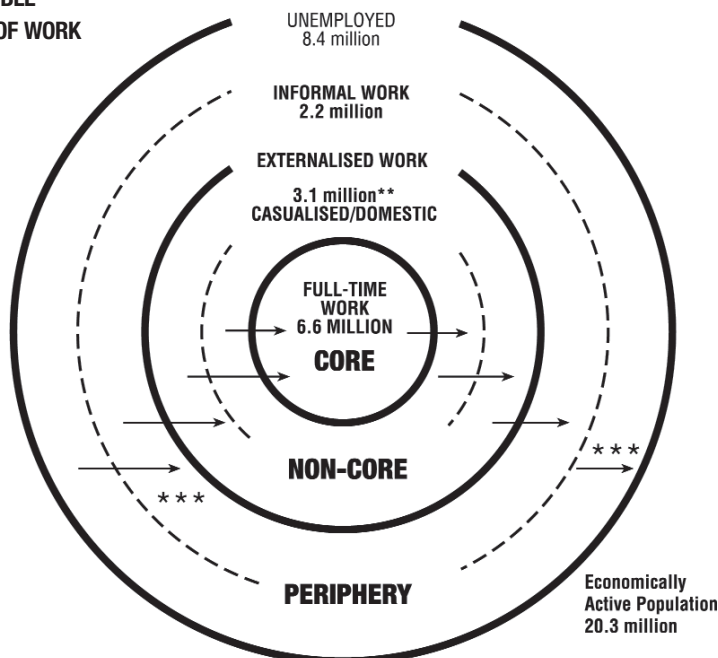 OF WORK
UNEMPLOYED
8.4 million
INFORMAL WORK
2.2 million
EXTERNALISED WORK
3.1 million**
CASUALISED/DOMESTIC
FULL-TIME
WORK
6.6 MILLION
CORE
NON-CORE
***
***
PERIPHERY
Economically
Active Population
20.3 million